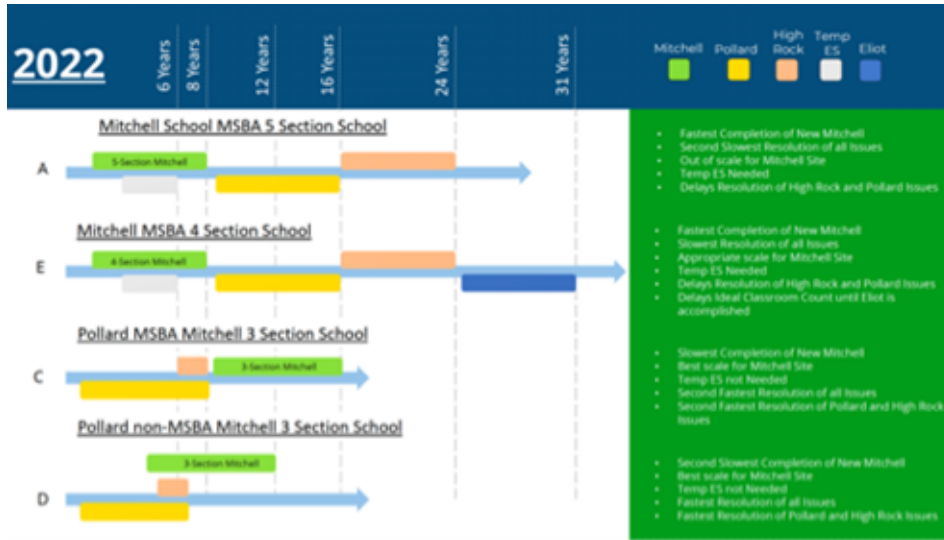 2022
6 Years
8 Years
12 Years
16 Years
24 Years
31 Years
Mitchell
Pollard
High Rock
Temp ES
Eliot
Mitchell School MSBA 5 Section School
A
5-Section Mitchell
• Fastest Completion of New Mitchell
• Second Slowest Resolution of all Issues
• Out of scale for Mitchell Site
• Temp ES Needed
• Delays Resolution of High Rock and Pollard Issues
Mitchell MSBA 4 Section School
E
4-Section Mitchell
• Fastest Completion of New Mitchell
• Slowest Resolution of all Issues
• Appropriate scale for Mitchell Site
• Temp ES Needed
• Delays Resolution of High Rock and Pollard Issues
• Delays Ideal Classroom Count until Eliot is
accomplished
Pollard MSBA Mitchell 3 Section School
C
3-Section Mitchell
• Slowest Completion of New Mitchell
• Best scale for Mitchell Site
• Temp ES not Needed
• Second Fastest Resolution of all Issues
• Second Fastest Resolution of Pollard and High Rock
Issues
Pollard non-MSBA Mitchell 3 Section School
D
3-Section Mitchell
• Second Slowest Completion of New Mitchell
• Best scale for Mitchell Site
• Temp ES not Needed
• Fastest Resolution of all Issues
• Fastest Resolution of Pollard and High Rock Issues